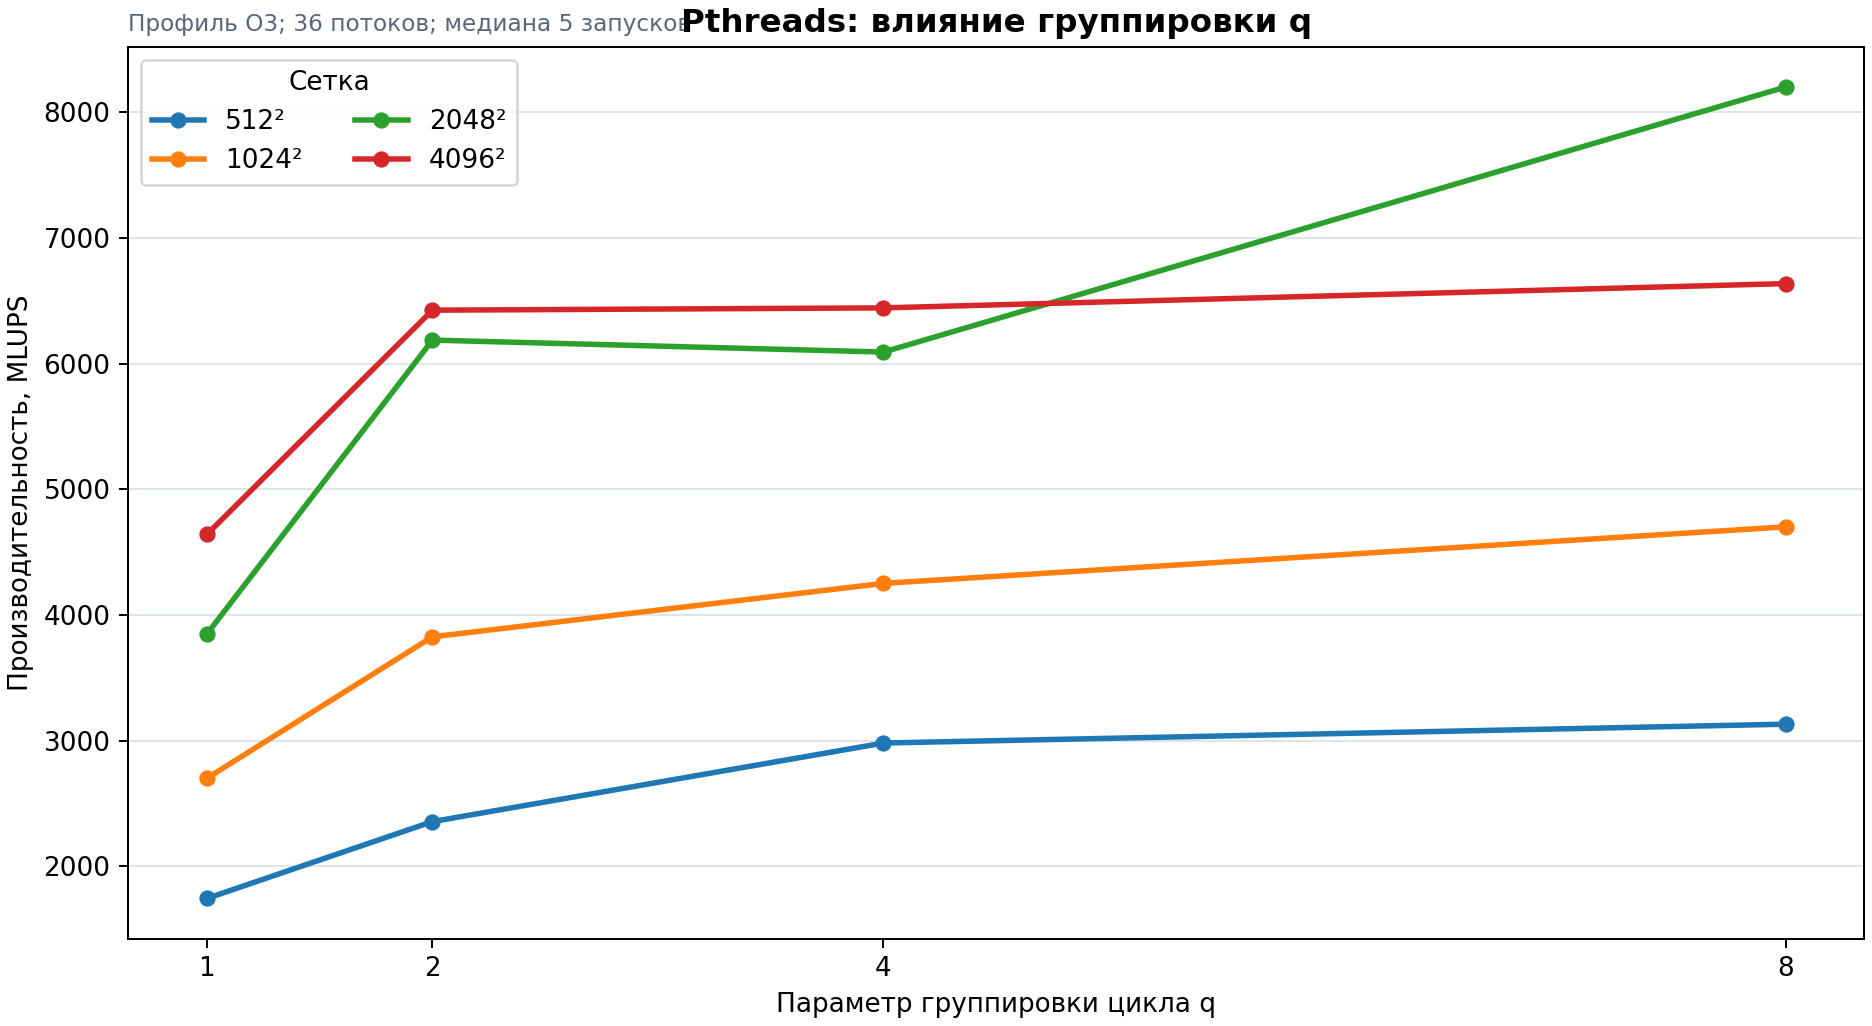 Профиль O3; 36 потоков; медиана 5 запусков
Pthreads: влияние группировки q
Сетка
512²
1024²
2048²
4096²
8000
7000
6000
5000
4000
3000
2000
Производительность, MLUPS
1 2 4 8
Параметр группировки цикла q